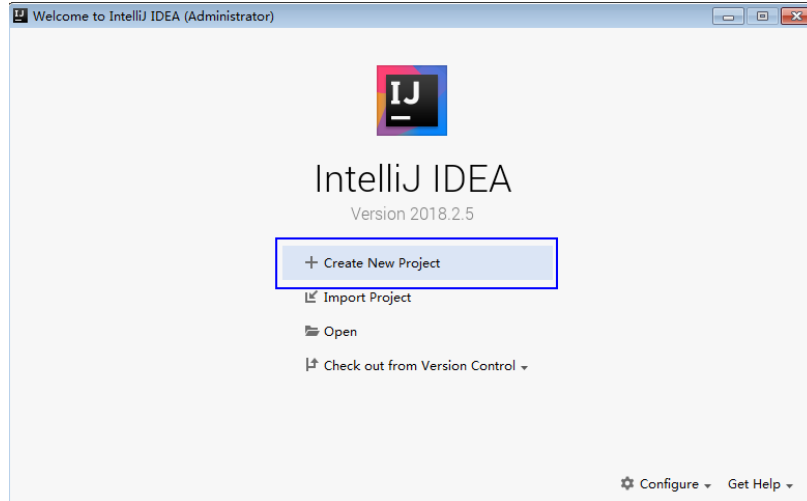 Welcome to IntelliJ IDEA (Administrator)
IJ
IntelliJ IDEA
Version 2018.2.5
Create New Project
Import Project
Open
Check out from Version Control
Configure Get Help